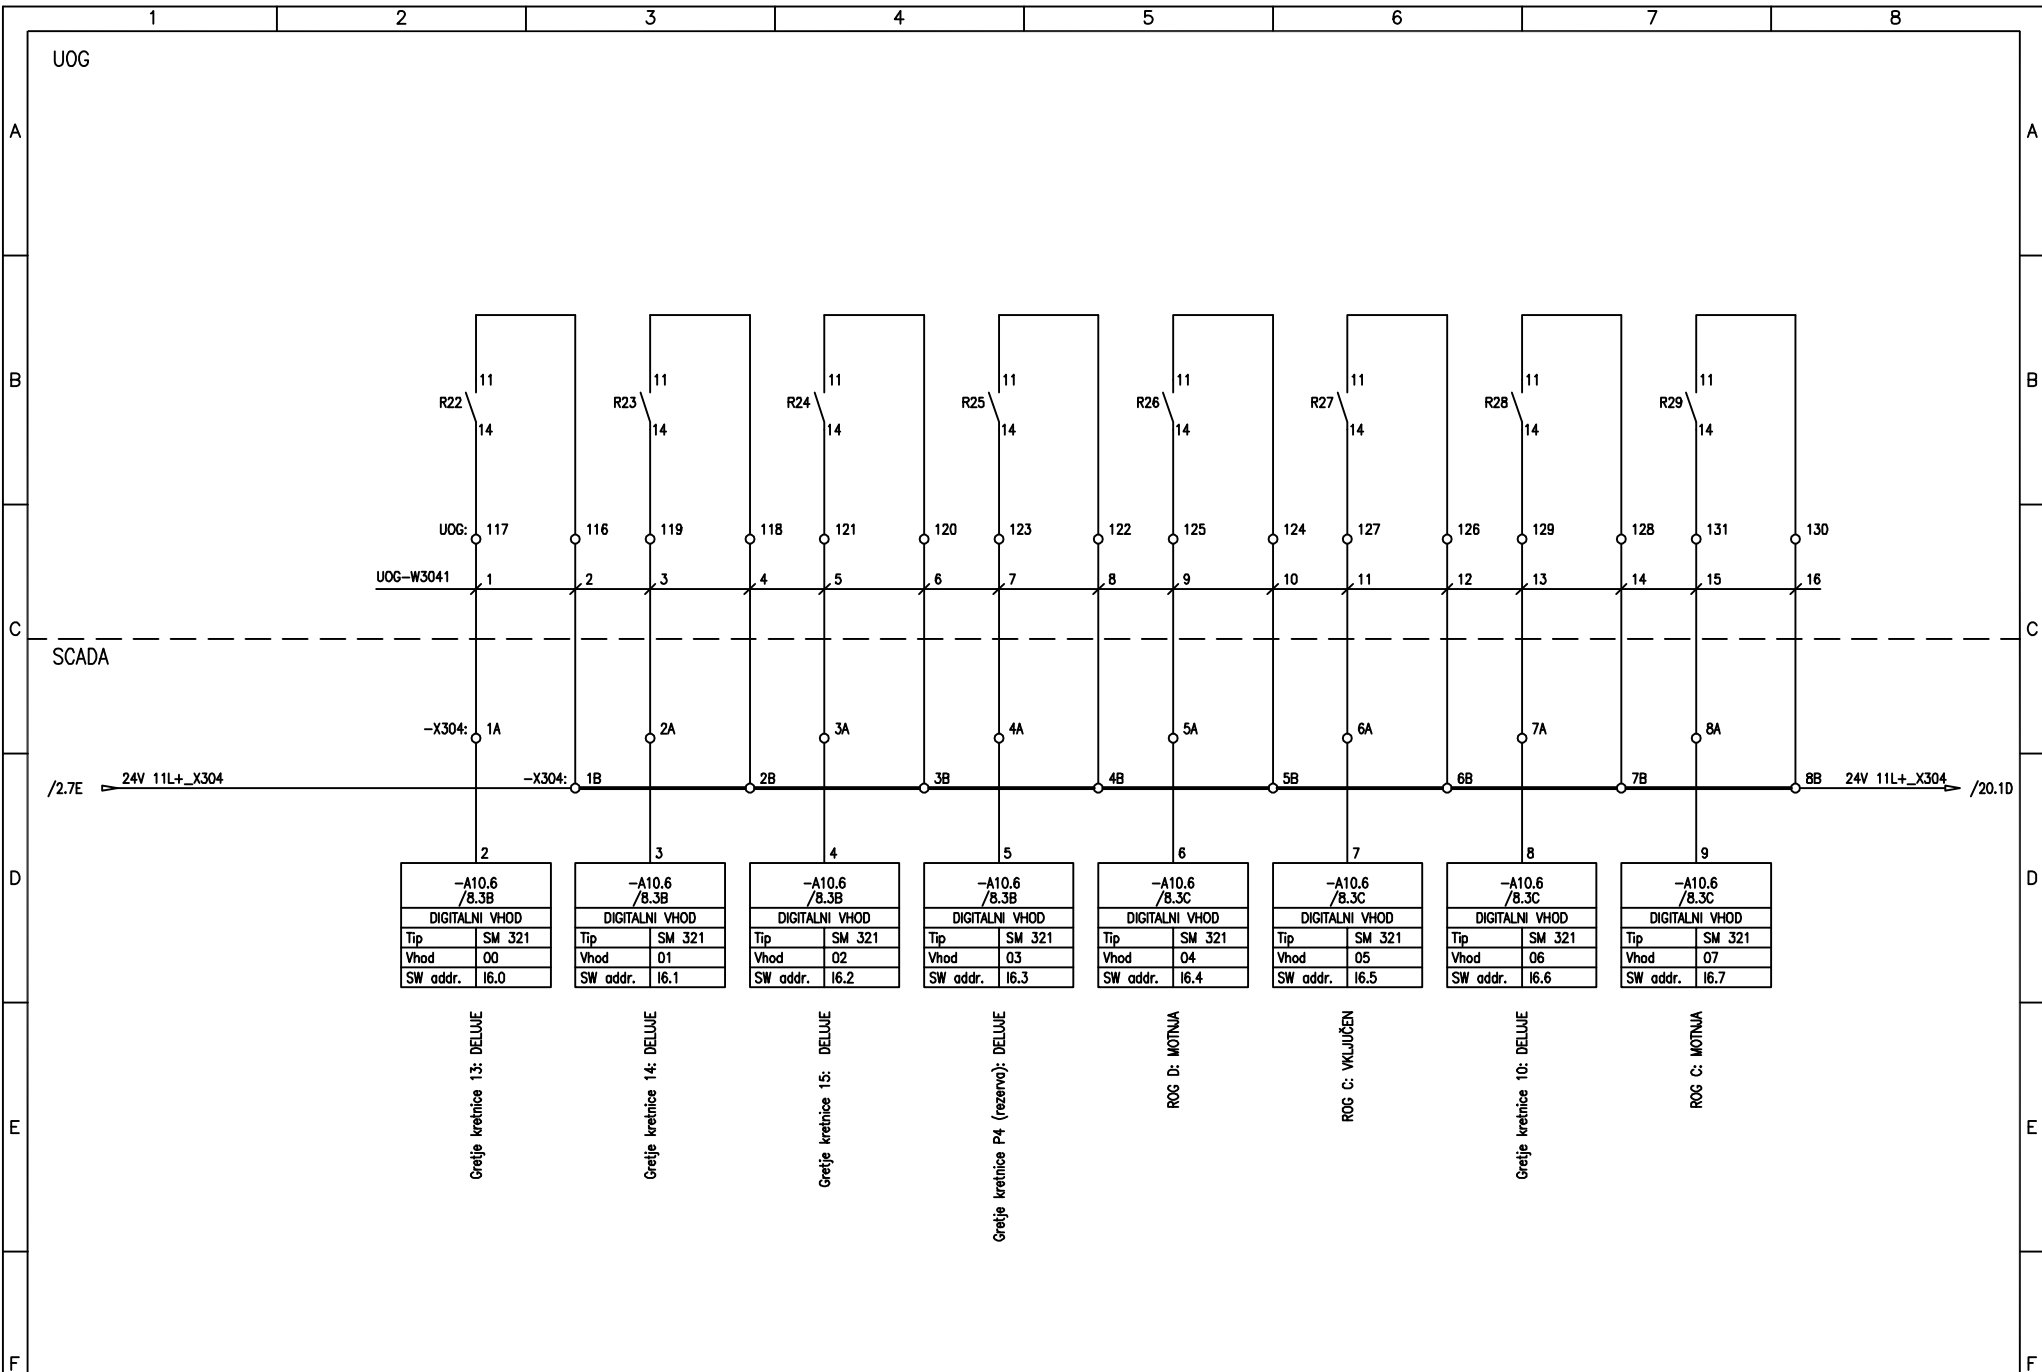 1 2 3 4 5 6 7 8
UOG
A A
B B
11 11 11 11 11 11 11 11
R22 R23 R24 R25 R26 R27 R28 R29
14 14 14 14 14 14 14 14
UOG: 117 116 119 118 121 120 123 122 125 124 127 126 129 128 131 130
UOG-W3041 1 2 3 4 5 6 7 8 9 10 11 12 13 14 15 16
C C
SCADA
-X304: 1A 2A 3A 4A 5A 6A 7A 8A
/2.7E 24V 11L+_X304 -X304: 1B 2B 3B 4B 5B 6B 7B 8B 24V 11L+_X304 /20.1D
2 3 4 5 6 7 8 9
D D
-A10.6 -A10.6 -A10.6 -A10.6 -A10.6 -A10.6 -A10.6 -A10.6
/8.3B /8.3B /8.3B /8.3B /8.3C /8.3C /8.3C /8.3C
DIGITALNI VHOD DIGITALNI VHOD DIGITALNI VHOD DIGITALNI VHOD DIGITALNI VHOD DIGITALNI VHOD DIGITALNI VHOD DIGITALNI VHOD
Tip SM 321 Tip SM 321 Tip SM 321 Tip SM 321 Tip SM 321 Tip SM 321 Tip SM 321 Tip SM 321
Vhod 00 Vhod 01 Vhod 02 Vhod 03 Vhod 04 Vhod 05 Vhod 06 Vhod 07
SW addr. I6.0 SW addr. I6.1 SW addr. I6.2 SW addr. I6.3 SW addr. I6.4 SW addr. I6.5 SW addr. I6.6 SW addr. I6.7
Gretje kretnice 13: DELUJE
Gretje kretnice 14: DELUJE
Gretje kretnice 15: DELUJE
Gretje kretnice P4 (rezerva): DELUJE
ROG D: MOTNJA
ROG C: VKLJUČEN
Gretje kretnice 10: DELUJE
ROG C: MOTNJA
E E
F F